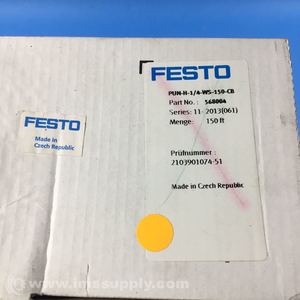 FESTO
PUN-H-1/4-WS-150-CB
Part No.: 568004
Series: 11- 2013(061)
Menge: 150 ft
Prüfnummer :
2103901074-51
Made in Czech Republic
FESTO
Made in
Czech Republic
© www.imssupply.com